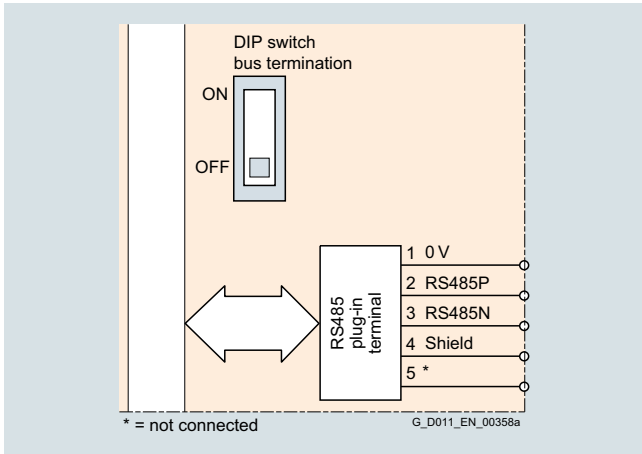 DIP switch
bus termination
ON
OFF
RS485
plug-in
terminal
1 0 V
2 RS485P
3 RS485N
4 Shield
5 *
* = not connected
G_D011_EN_00358a